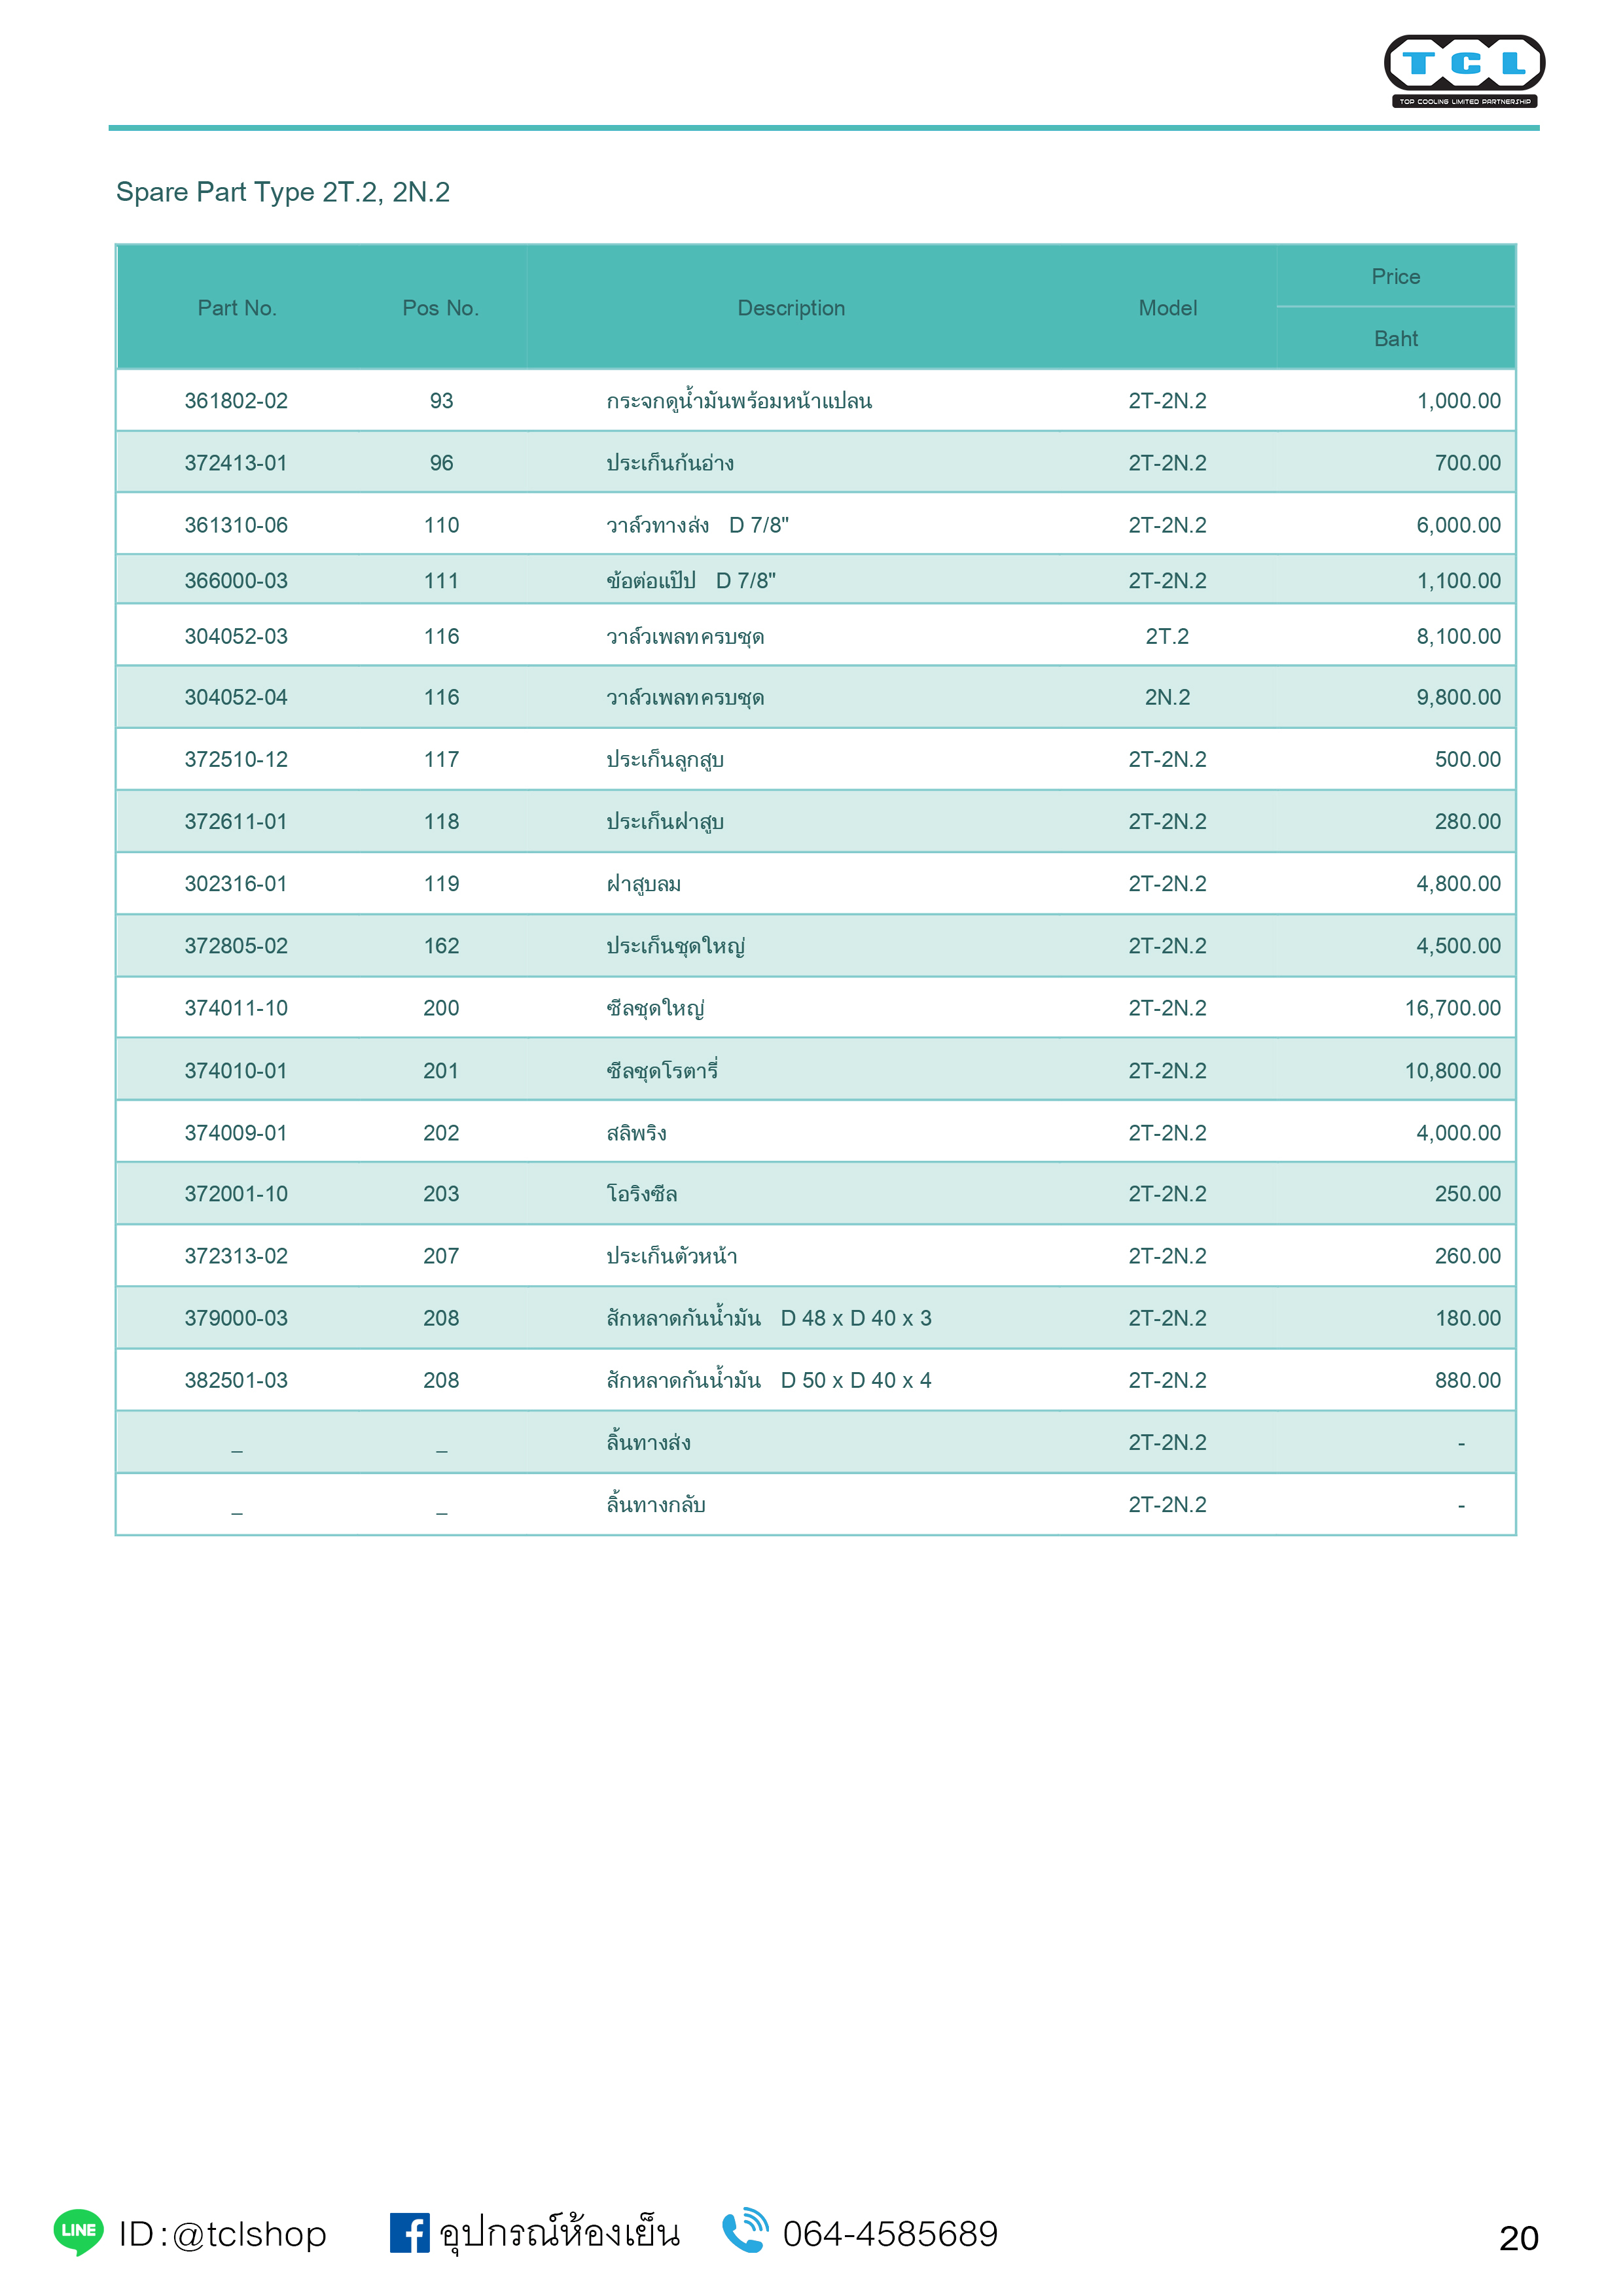 TCL
TOP COOLING LIMITED PARTNERSHIP
Spare Part Type 2T.2, 2N.2
Part No. Pos No. Description Model Price
Baht
361802-02 93 กระจกดูน้ำมันพร้อมหน้าแปลน 2T-2N.2 1,000.00
372413-01 96 ประเก็นก้นอ่าง 2T-2N.2 700.00
361310-06 110 วาล์วทางส่ง D 7/8" 2T-2N.2 6,000.00
366000-03 111 ข้อต่อแป๊ป D 7/8" 2T-2N.2 1,100.00
304052-03 116 วาล์วเพลทครบชุด 2T.2 8,100.00
304052-04 116 วาล์วเพลทครบชุด 2N.2 9,800.00
372510-12 117 ประเก็นลูกสูบ 2T-2N.2 500.00
372611-01 118 ประเก็นฝาสูบ 2T-2N.2 280.00
302316-01 119 ฝาสูบลม 2T-2N.2 4,800.00
372805-02 162 ประเก็นชุดใหญ่ 2T-2N.2 4,500.00
374011-10 200 ซีลชุดใหญ่ 2T-2N.2 16,700.00
374010-01 201 ซีลชุดโรตารี่ 2T-2N.2 10,800.00
374009-01 202 สลิพริง 2T-2N.2 4,000.00
372001-10 203 โอริงซีล 2T-2N.2 250.00
372313-02 207 ประเก็นตัวหน้า 2T-2N.2 260.00
379000-03 208 สักหลาดกันน้ำมัน D 48 x D 40 x 3 2T-2N.2 180.00
382501-03 208 สักหลาดกันน้ำมัน D 50 x D 40 x 4 2T-2N.2 880.00
_ _ ลิ้นทางส่ง 2T-2N.2 -
_ _ ลิ้นทางกลับ 2T-2N.2 -
LINE ID : @tclshop f อุปกรณ์ห้องเย็น 064-4585689 20